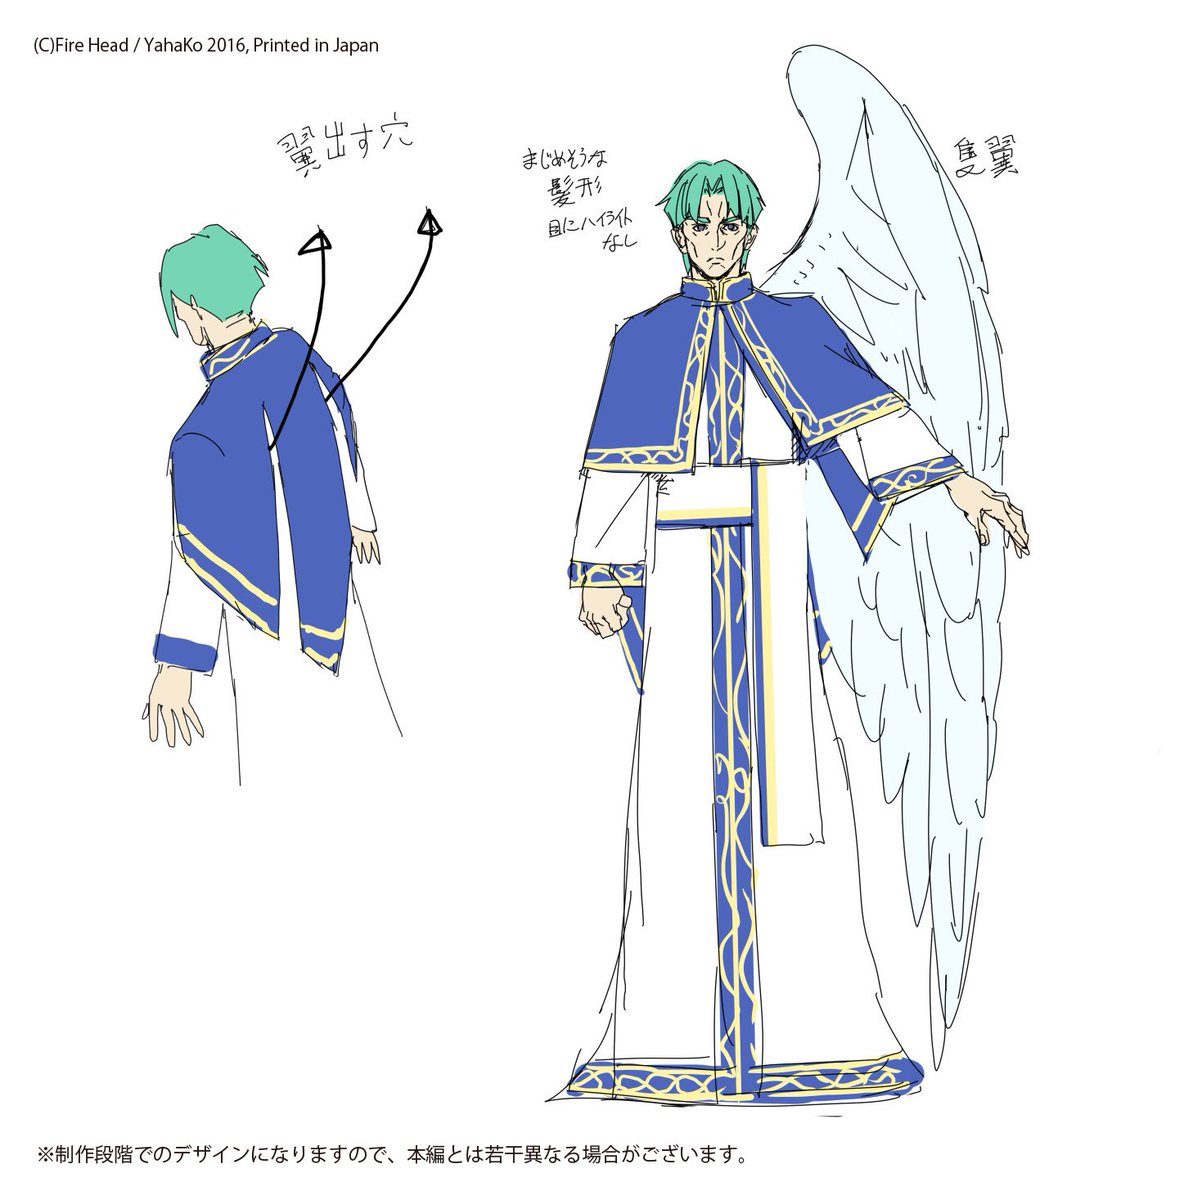 (C)Fire Head / YahaKo 2016, Printed in Japan
翼出す穴
まじめそうな
髪形
目にハイライト
なし
隻翼
※制作段階でのデザインになりますので、本編とは若干異なる場合がございます。